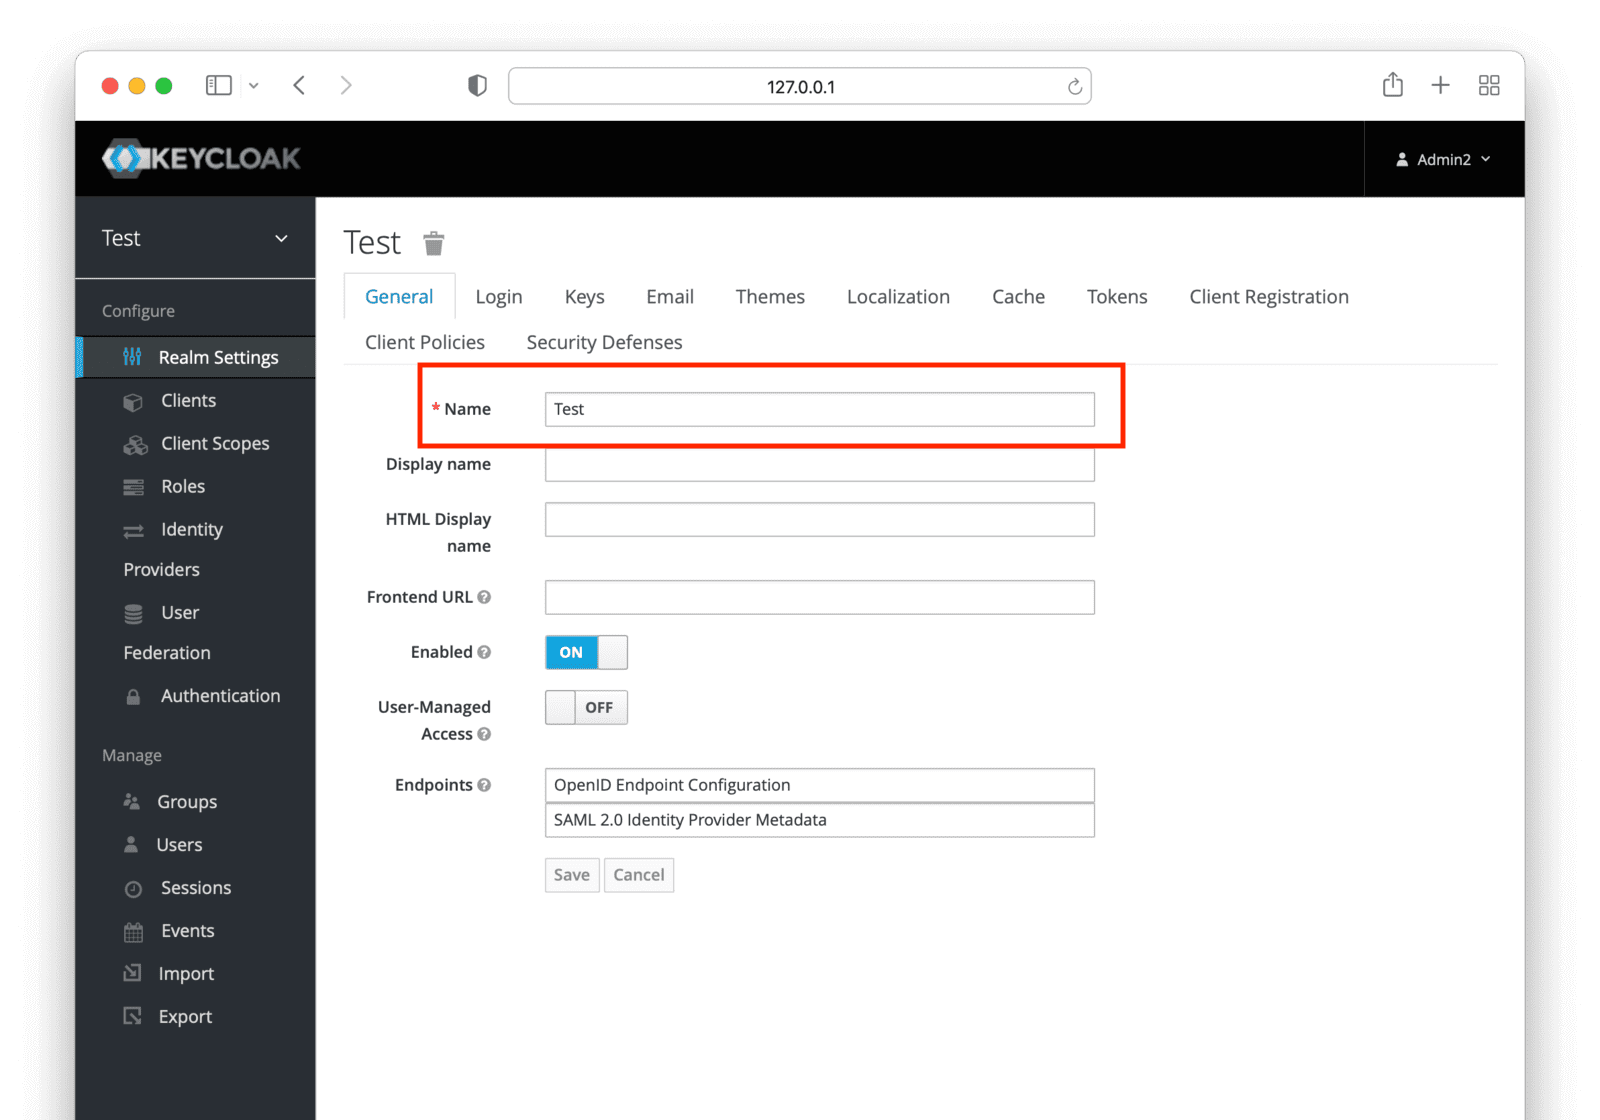 127.0.0.1
KEYCLOAK
Admin2
Test
Configure
Realm Settings
Clients
Client Scopes
Roles
Identity
Providers
User
Federation
Authentication
Manage
Groups
Users
Sessions
Events
Import
Export
Test
General Login Keys Email Themes Localization Cache Tokens Client Registration
Client Policies Security Defenses
* Name Test
Display name
HTML Display
name
Frontend URL ?
Enabled ? ON
User-Managed OFF
Access ?
Endpoints ? OpenID Endpoint Configuration
SAML 2.0 Identity Provider Metadata
Save Cancel